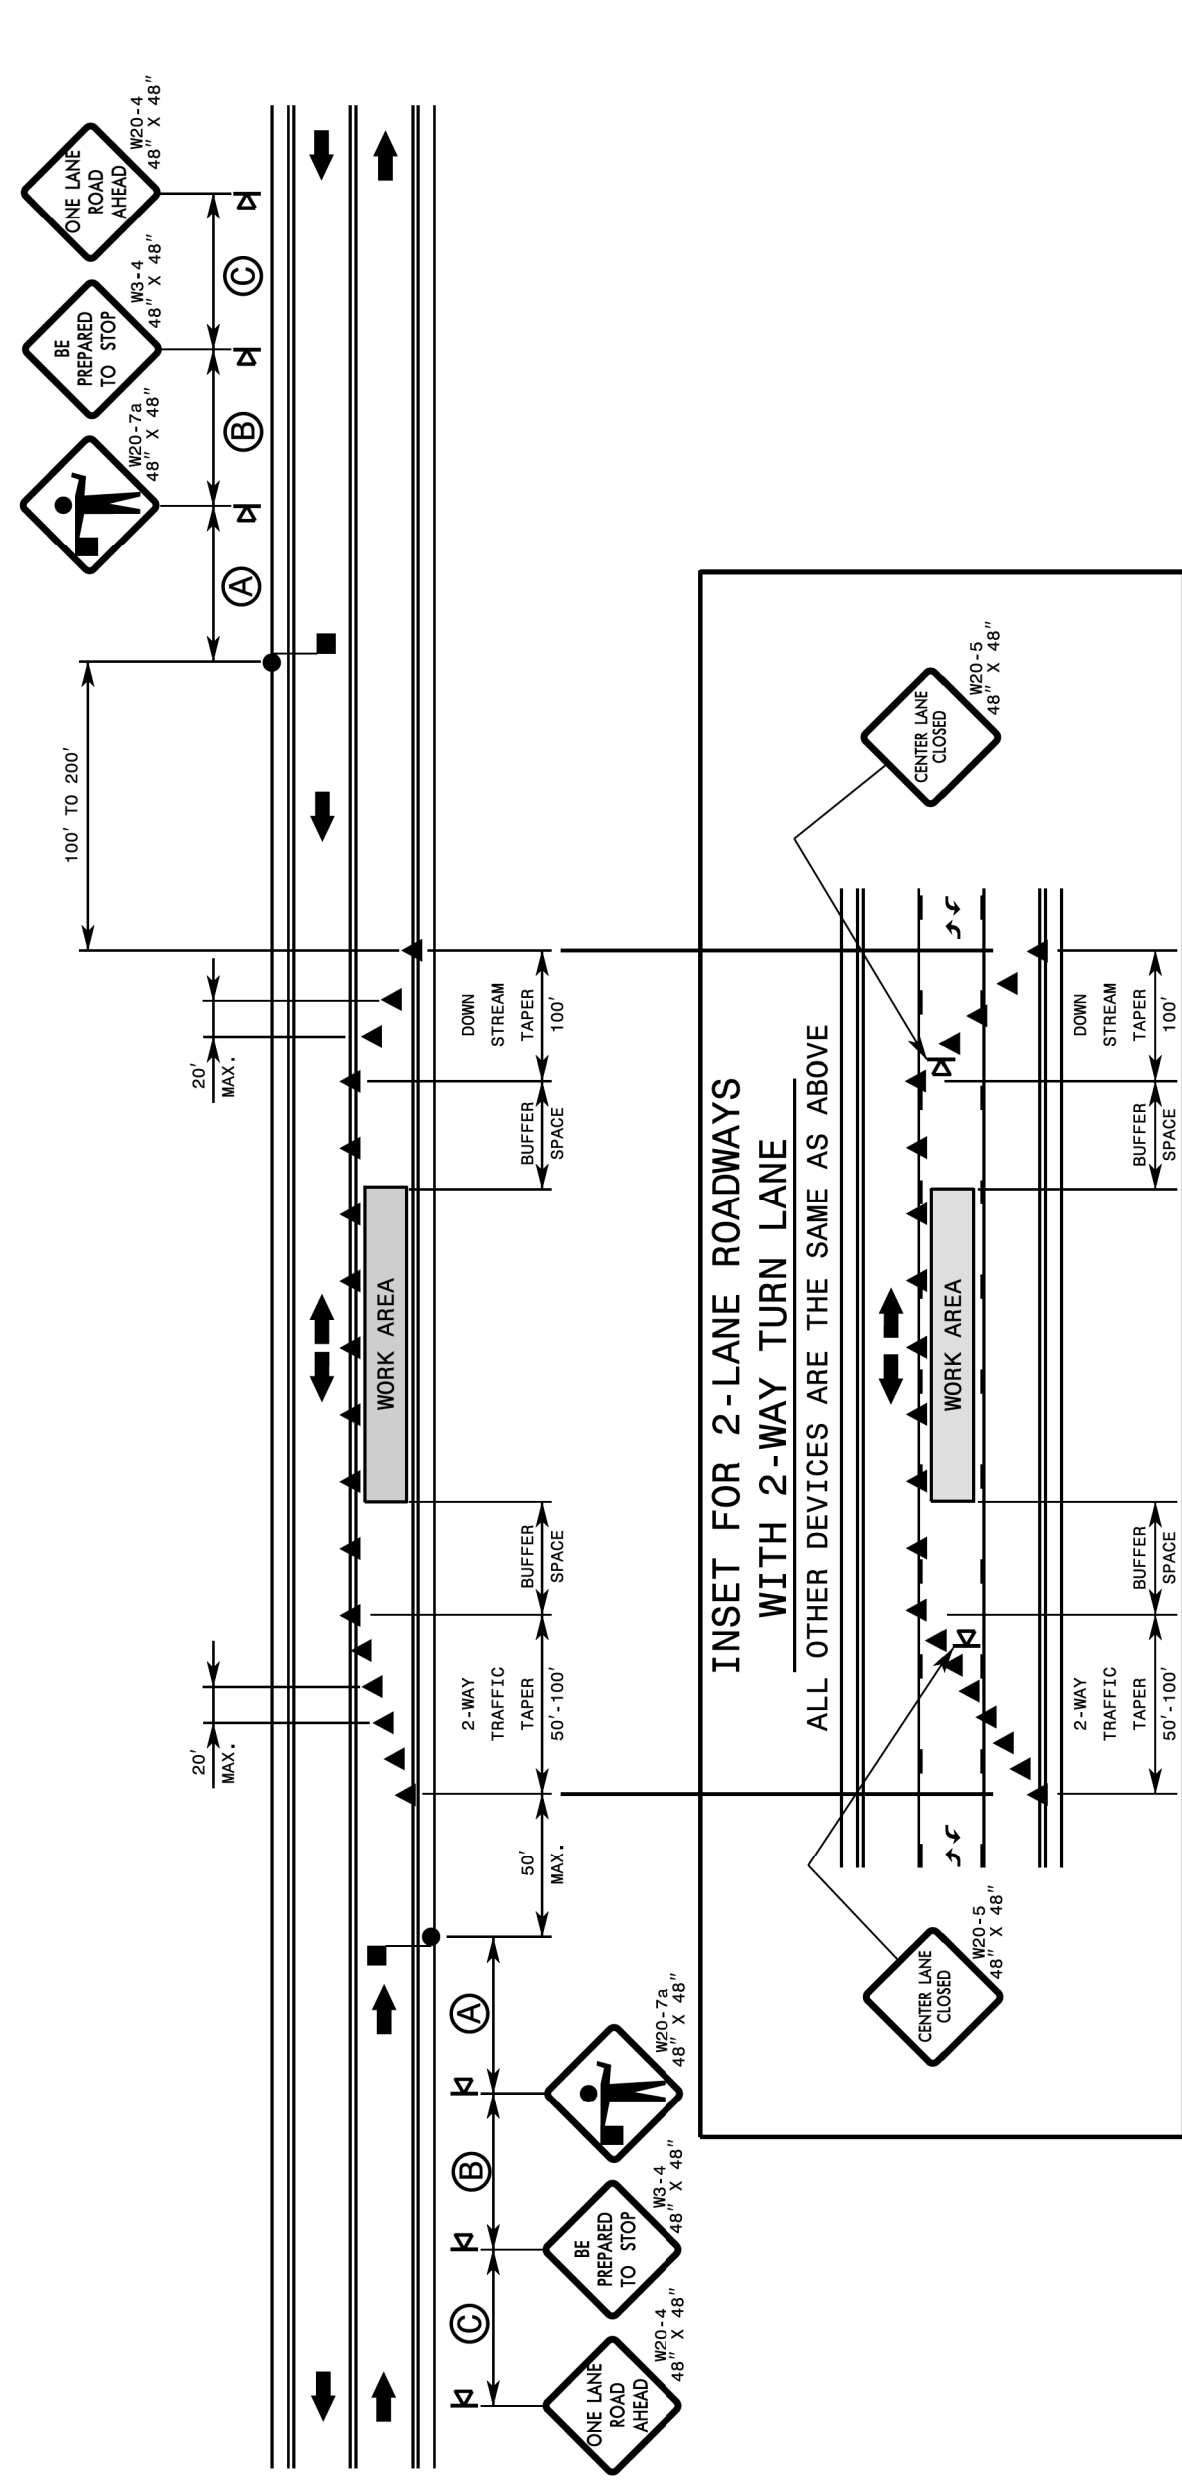 ONE LANE
ROAD
AHEAD
W20-4
48" X 48"
BE
PREPARED
TO STOP
W3-4
48" X 48"
W20-7a
48" X 48"
C
B
A
100' TO 200'
20'
MAX.
20'
MAX.
WORK AREA
50'
MAX.
2-WAY
TRAFFIC
TAPER
50'-100'
BUFFER
SPACE
BUFFER
SPACE
DOWN
STREAM
TAPER
100'
C
B
A
ONE LANE
ROAD
AHEAD
W20-4
48" X 48"
BE
PREPARED
TO STOP
W3-4
48" X 48"
W20-7a
48" X 48"
INSET FOR 2-LANE ROADWAYS
WITH 2-WAY TURN LANE
ALL OTHER DEVICES ARE THE SAME AS ABOVE
CENTER LANE
CLOSED
W20-5
48" X 48"
WORK AREA
CENTER LANE
CLOSED
W20-5
48" X 48"
2-WAY
TRAFFIC
TAPER
50'-100'
BUFFER
SPACE
BUFFER
SPACE
DOWN
STREAM
TAPER
100'